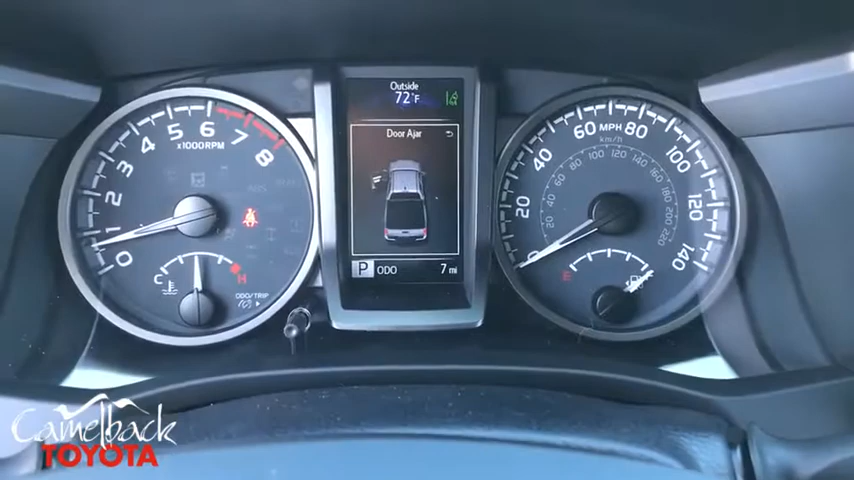 Outside
72°F
Door Ajar
P ODO 7 mi
0 1 2 3 4 5 6 7 8
x1000RPM
C H
ODO/TRIP
0 20 40 60 80 100 120 140
MPH
km/h
20 40 60 80 100 120 140 160 180 200 220
E F
Camelback
TOYOTA